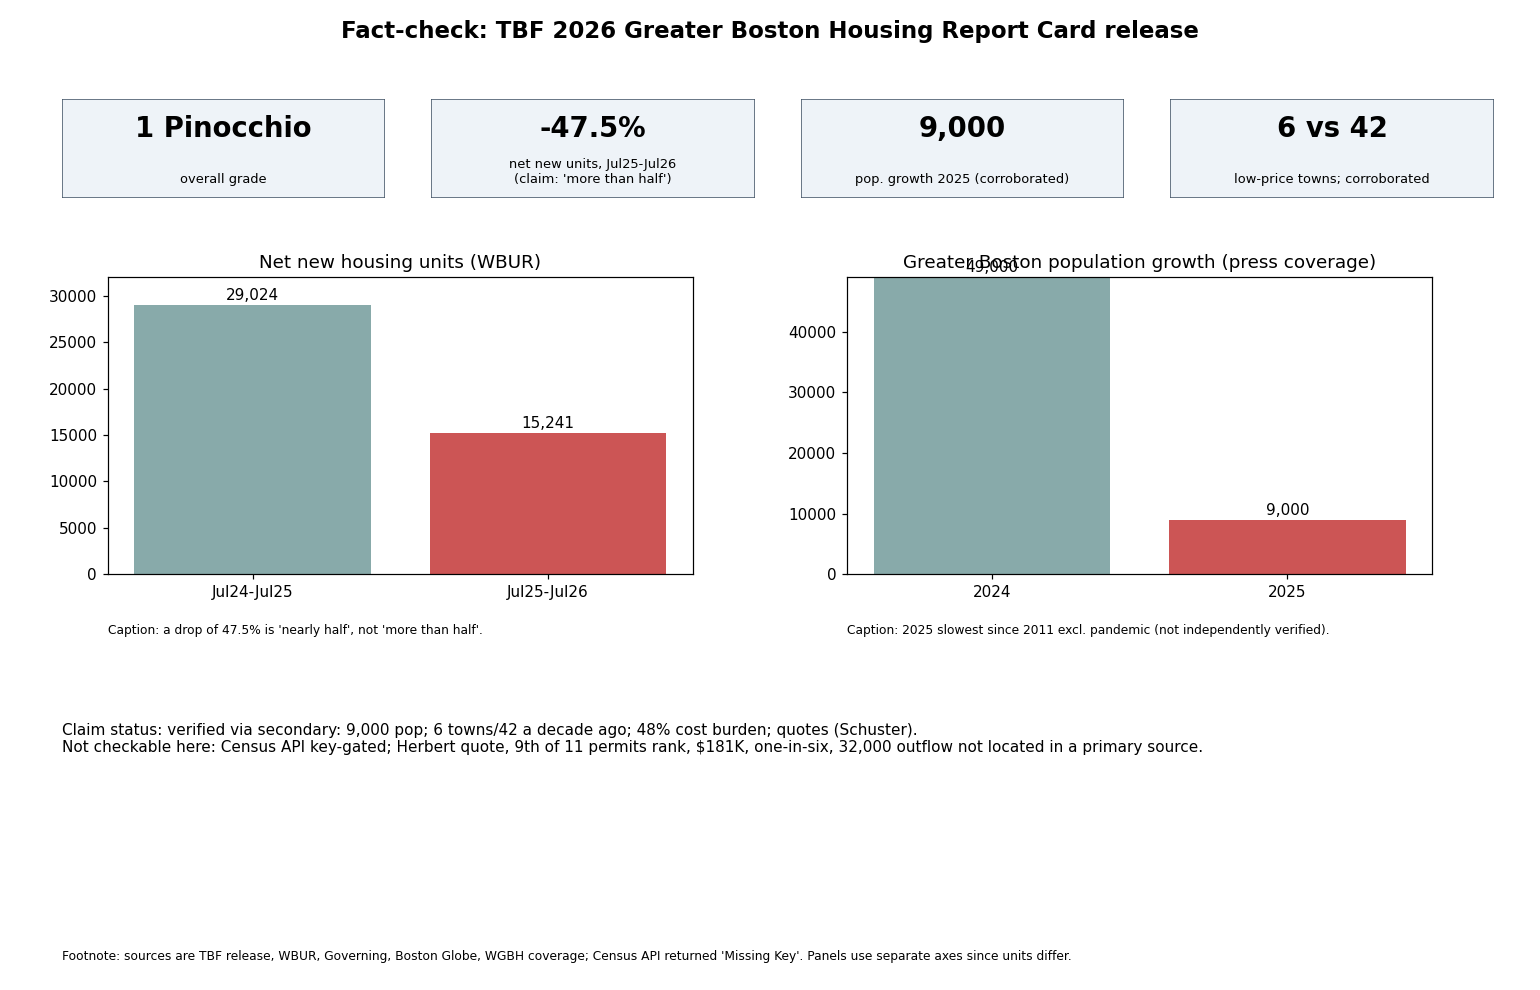 Fact-check: TBF 2026 Greater Boston Housing Report Card release
1 Pinocchio
overall grade
-47.5%
net new units, Jul25-Jul26
(claim: 'more than half')
9,000
pop. growth 2025 (corroborated)
6 vs 42
low-price towns; corroborated
Net new housing units (WBUR)
30000
25000
20000
15000
10000
5000
0
29,024
15,241
Jul24-Jul25
Jul25-Jul26
Caption: a drop of 47.5% is 'nearly half', not 'more than half'.
Greater Boston population growth (press coverage)
49,000
40000
30000
20000
10000
0
9,000
2024
2025
Caption: 2025 slowest since 2011 excl. pandemic (not independently verified).
Claim status: verified via secondary: 9,000 pop; 6 towns/42 a decade ago; 48% cost burden; quotes (Schuster).
Not checkable here: Census API key-gated; Herbert quote, 9th of 11 permits rank, $181K, one-in-six, 32,000 outflow not located in a primary source.
Footnote: sources are TBF release, WBUR, Governing, Boston Globe, WGBH coverage; Census API returned 'Missing Key'. Panels use separate axes since units differ.